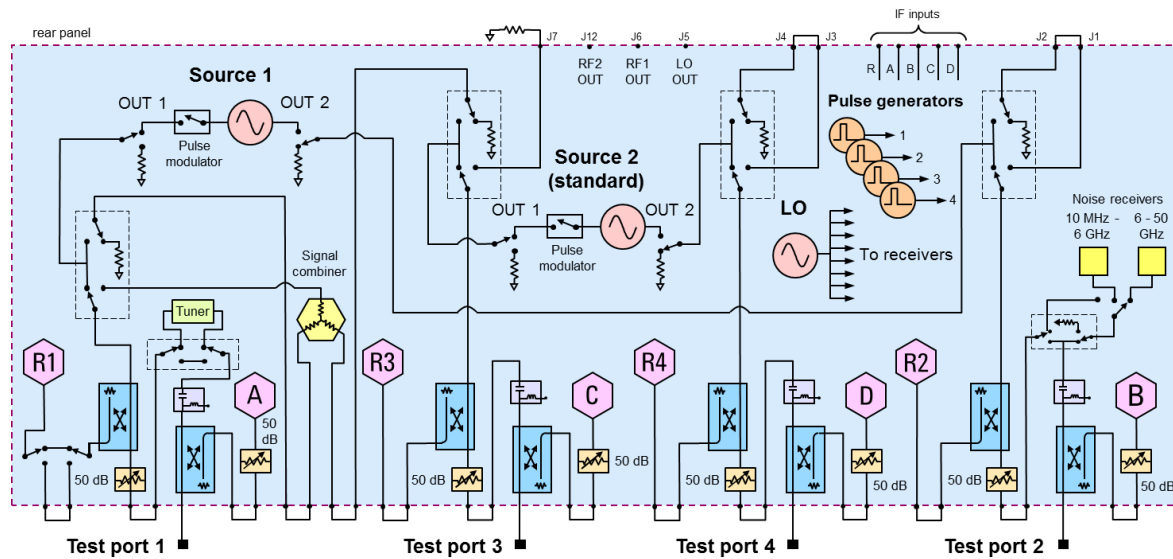 rear panel
J7
J12
J6
J5
J4
J3
IF inputs
J2
J1
RF2
OUT
RF1
OUT
LO
OUT
R
A
B
C
D
Source 1
OUT 1
OUT 2
Pulse
modulator
Pulse generators
1
2
3
4
Source 2
(standard)
OUT 1
OUT 2
Pulse
modulator
LO
To receivers
Noise receivers
10 MHz -
6 GHz
6 - 50
GHz
Signal
combiner
Tuner
R1
A
R3
C
R4
D
R2
B
50
dB
50 dB
50 dB
50 dB
50 dB
50 dB
50 dB
50 dB
Test port 1
Test port 3
Test port 4
Test port 2